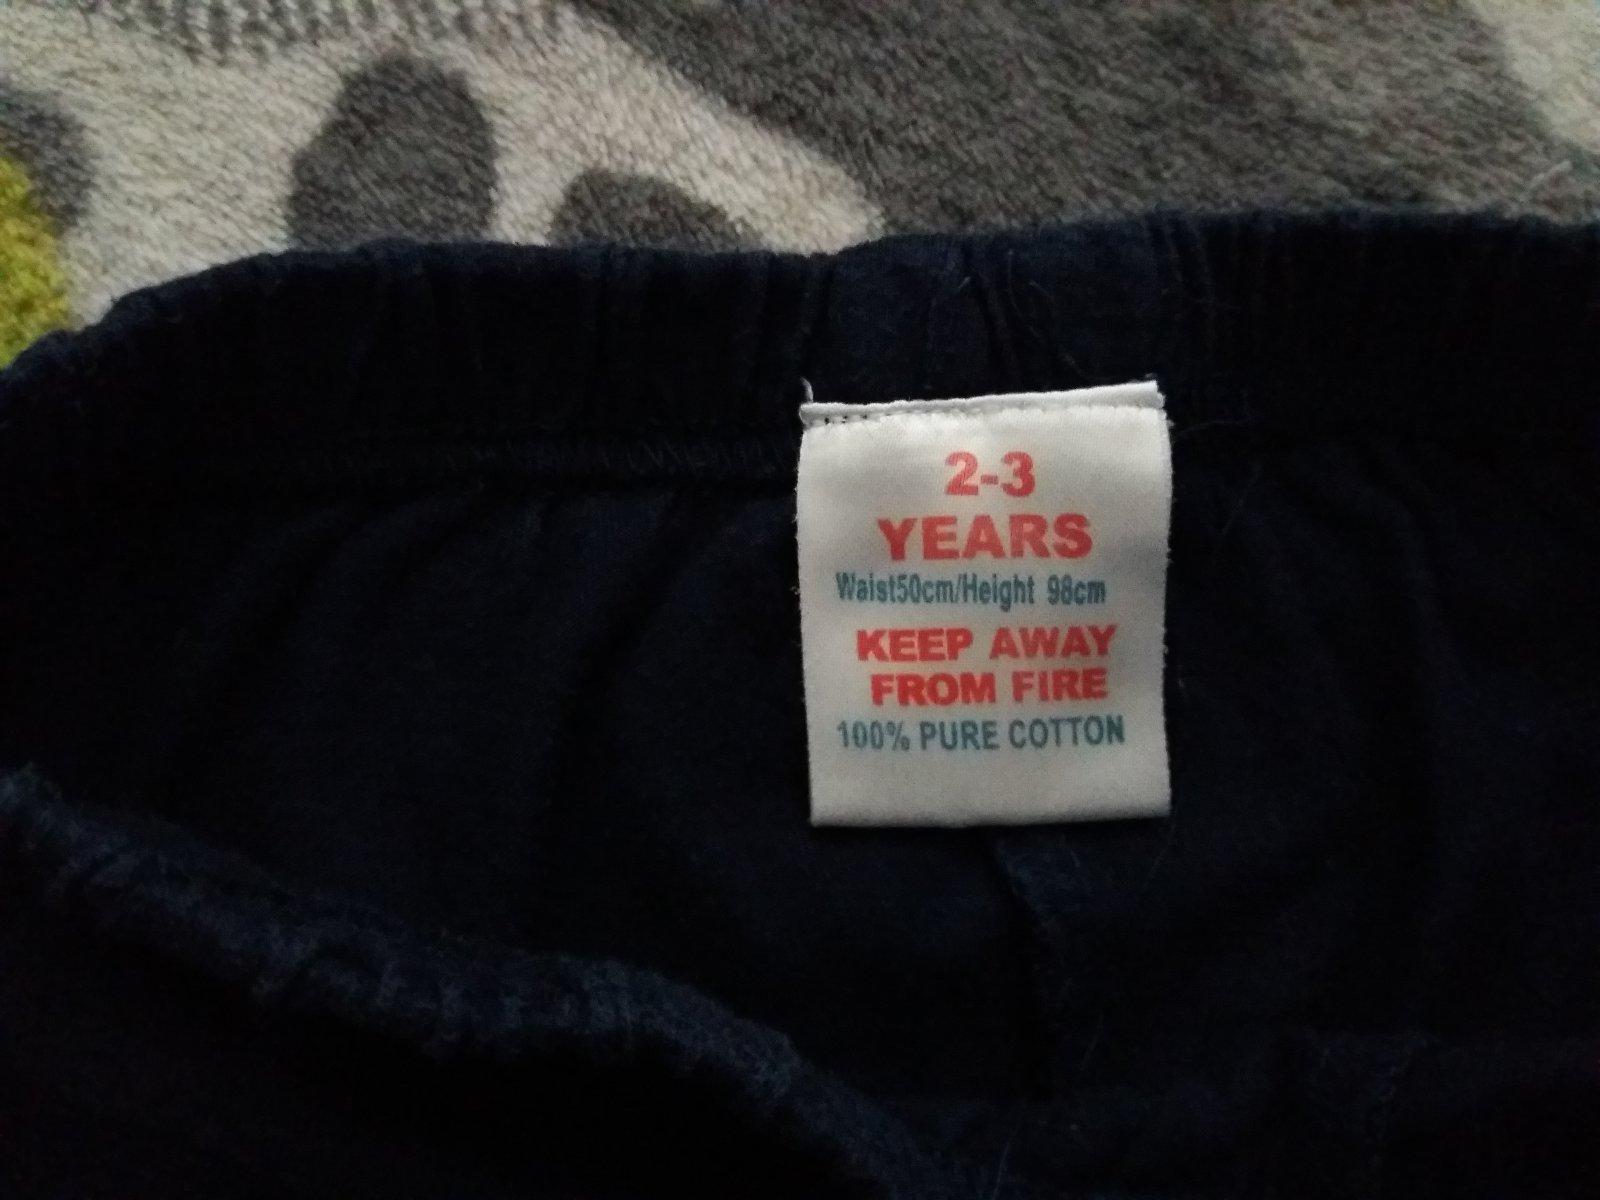 2-3
YEARS
Waist50cm/Height 98cm
KEEP AWAY
FROM FIRE
100% PURE COTTON